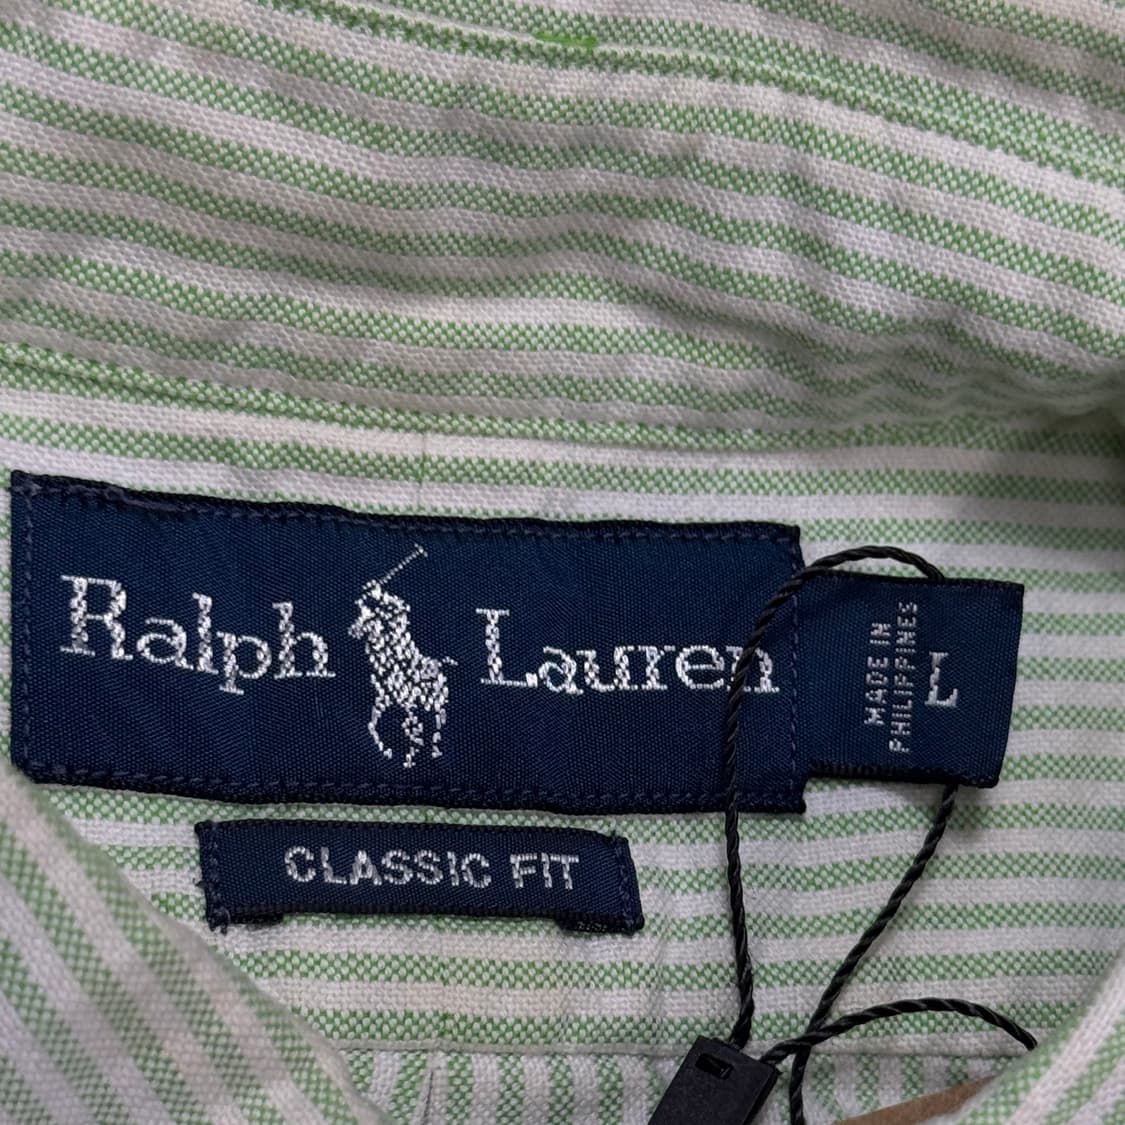 Ralph Lauren
MADE IN
PHILIPPINES
L
CLASSIC FIT